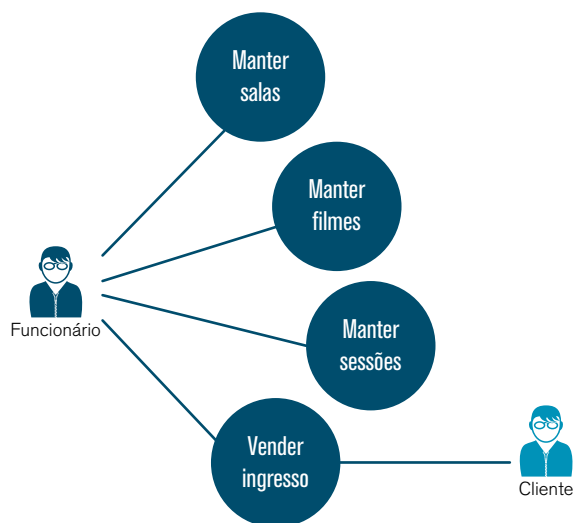 Manter
salas
Manter
filmes
Funcionário
Manter
sessões
Vender
ingresso
Cliente